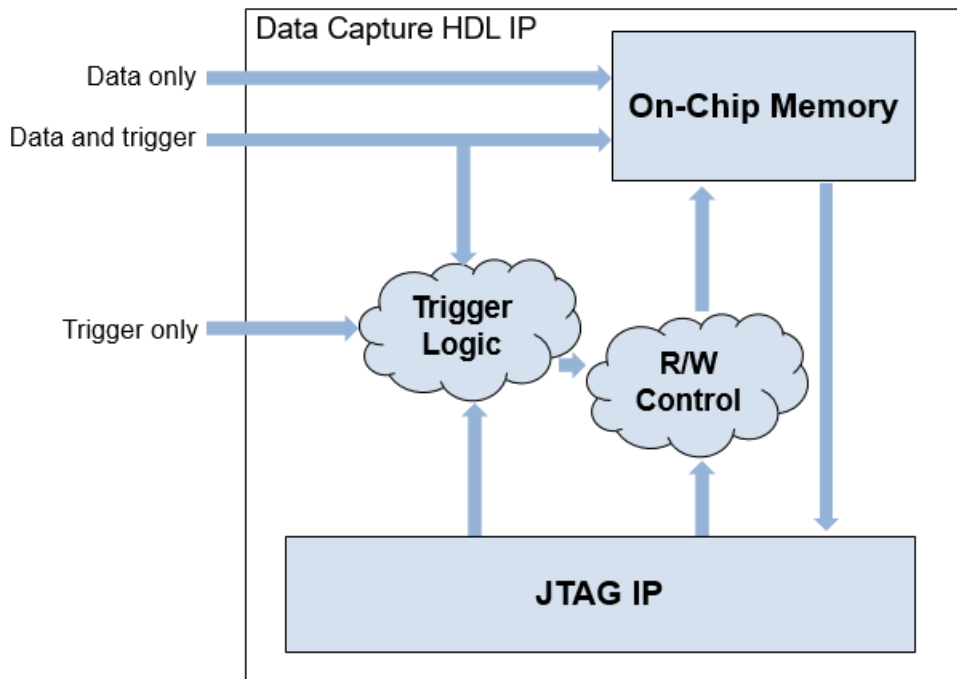 Data Capture HDL IP
Data only
On-Chip Memory
Data and trigger
Trigger
Logic
Trigger only
R/W
Control
JTAG IP